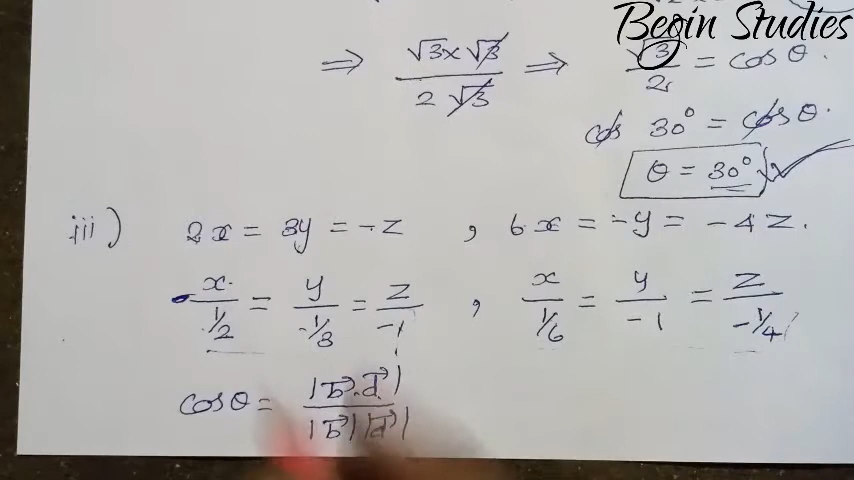 Begin Studies
⇒ √3 x √3 / 2 √3 ⇒ √3 / 2 = cos θ.
cos 30° = cos θ.
θ = 30°
iii) 2x = 3y = -z , 6x = -y = -4z.
x / 1/2 = y / 1/3 = z / -1 , x / 1/6 = y / -1 = z / -1/4
cos θ = |b⃗.d⃗| / |b⃗| |d⃗|